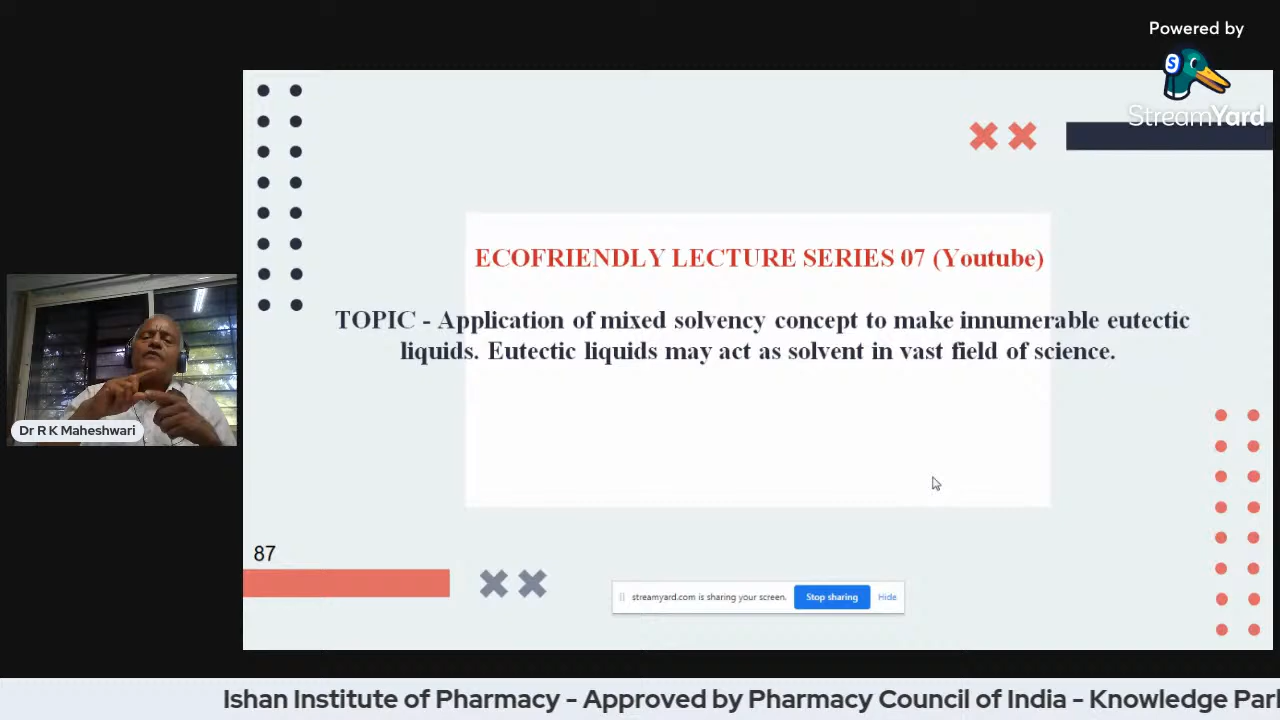 Powered by
StreamYard
ECOFRIENDLY LECTURE SERIES 07 (Youtube)
TOPIC - Application of mixed solvency concept to make innumerable eutectic
liquids. Eutectic liquids may act as solvent in vast field of science.
Dr R K Maheshwari
87
streamyard.com is sharing your screen.
Stop sharing
Hide
Ishan Institute of Pharmacy - Approved by Pharmacy Council of India - Knowledge Parl